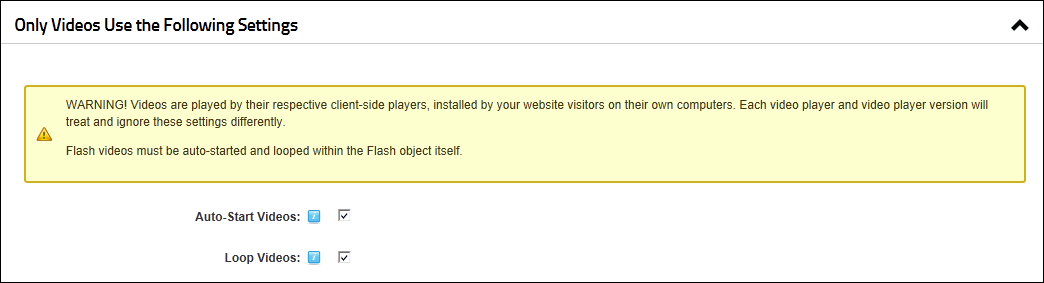 Only Videos Use the Following Settings
WARNING! Videos are played by their respective client-side players, installed by your website visitors on their own computers. Each video player and video player version will
treat and ignore these settings differently.
Flash videos must be auto-started and looped within the Flash object itself.
Auto-Start Videos:
Loop Videos: